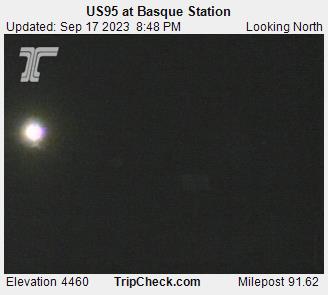 US95 at Basque Station
Updated: Sep 17 2023 8:48 PM Looking North
Elevation 4460 TripCheck.com Milepost 91.62